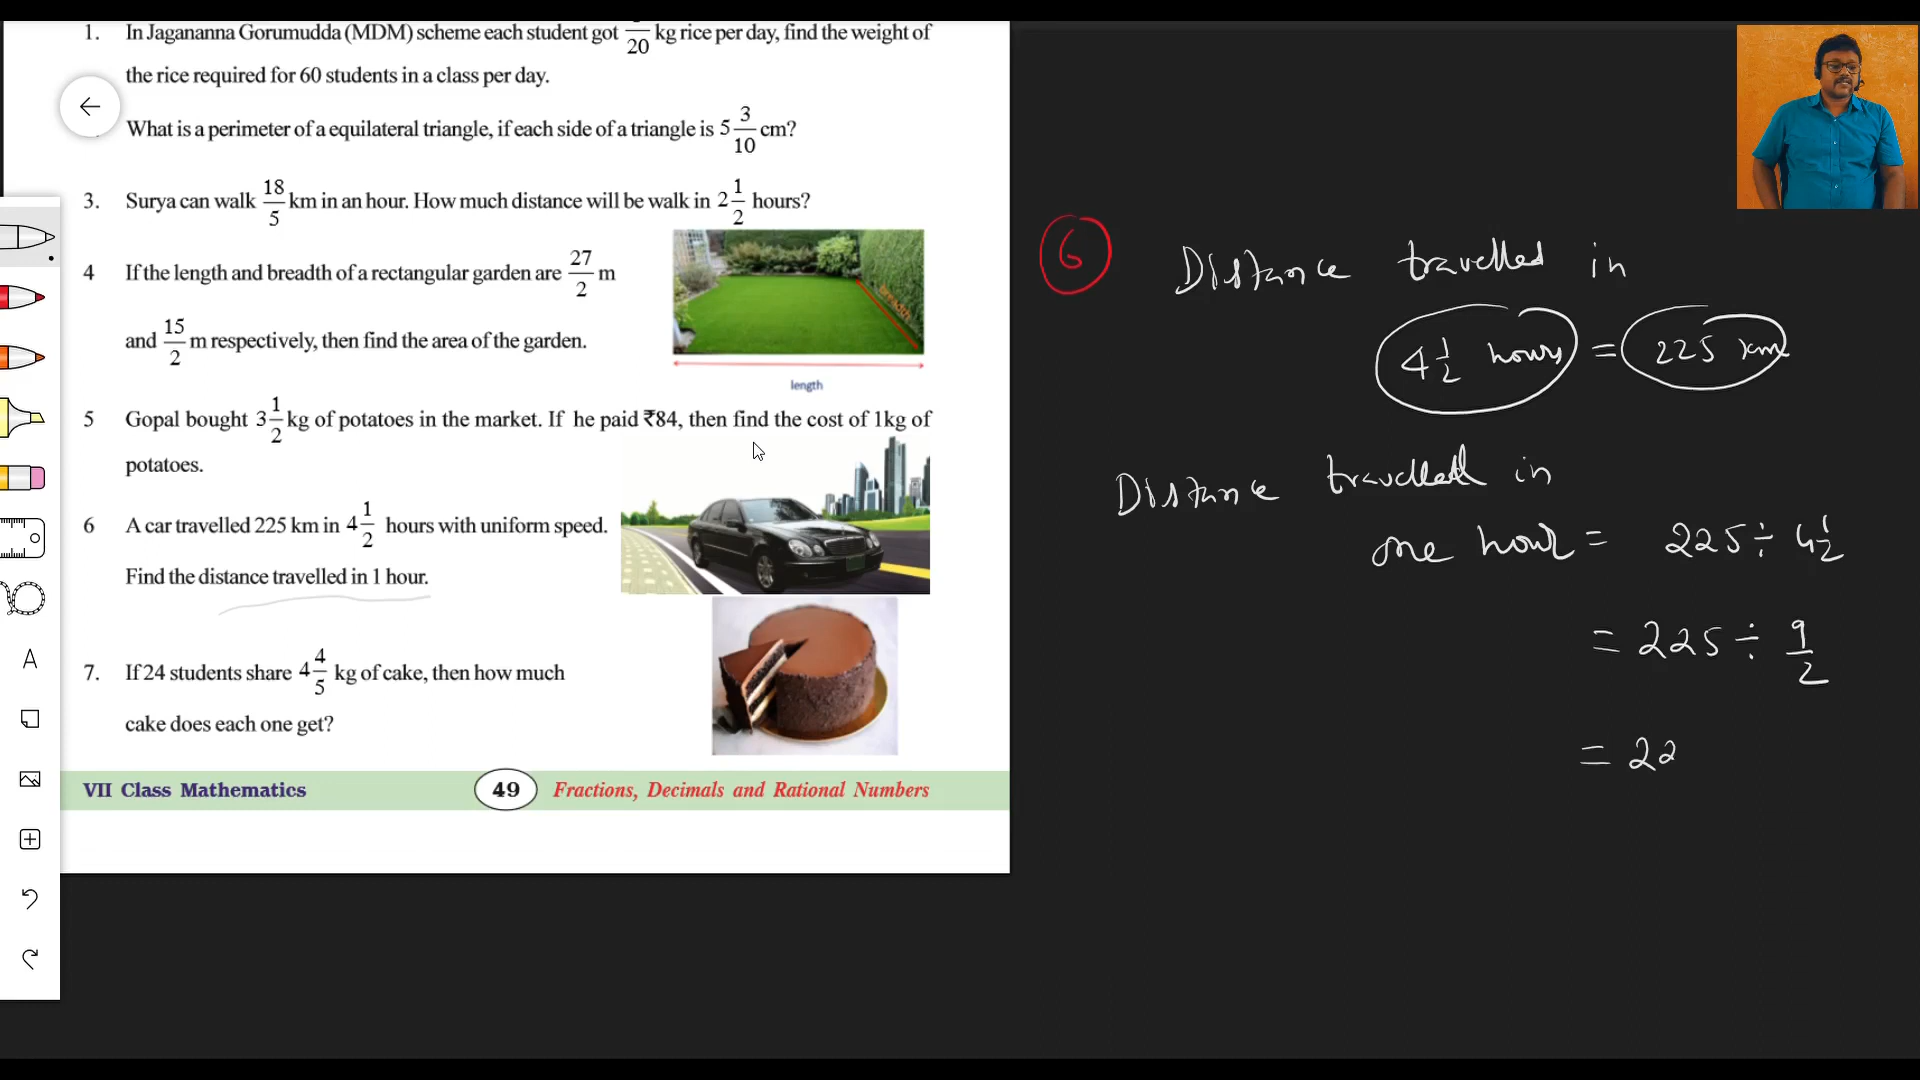 1. In Jagananna Gorumudda (MDM) scheme each student got /20 kg rice per day, find the weight of
the rice required for 60 students in a class per day.
What is a perimeter of a equilateral triangle, if each side of a triangle is 5 3/10 cm?
3. Surya can walk 18/5 km in an hour. How much distance will be walk in 2 1/2 hours?
4 If the length and breadth of a rectangular garden are 27/2 m
and 15/2 m respectively, then find the area of the garden.
length
5 Gopal bought 3 1/2 kg of potatoes in the market. If he paid ₹84, then find the cost of 1kg of
potatoes.
6 A car travelled 225 km in 4 1/2 hours with uniform speed.
Find the distance travelled in 1 hour.
7. If 24 students share 4 4/5 kg of cake, then how much
cake does each one get?
VII Class Mathematics 49 Fractions, Decimals and Rational Numbers
A
6 Distance travelled in
4 1/2 hours = 225 km
Distance travelled in
one hour = 225 ÷ 4 1/2
= 225 ÷ 9/2
= 22